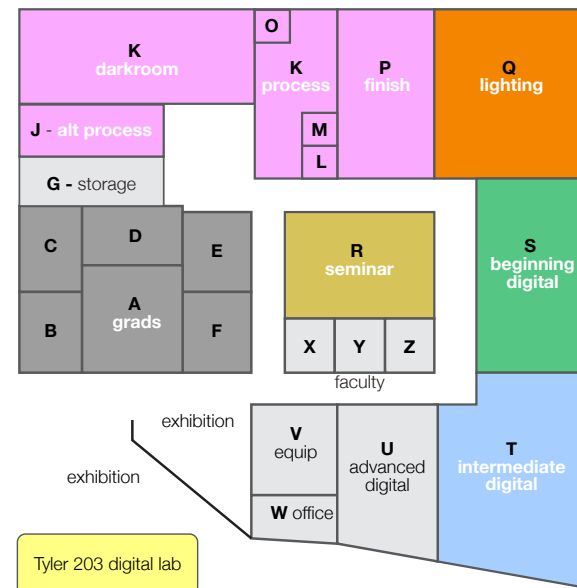 O
K
darkroom
K
process
P
finish
Q
lighting
J - alt process
M
L
G - storage
C
D
E
R
seminar
S
beginning
digital
A
grads
B
F
X
Y
Z
faculty
exhibition
exhibition
V
equip
U
advanced
digital
T
intermediate
digital
W office
Tyler 203 digital lab